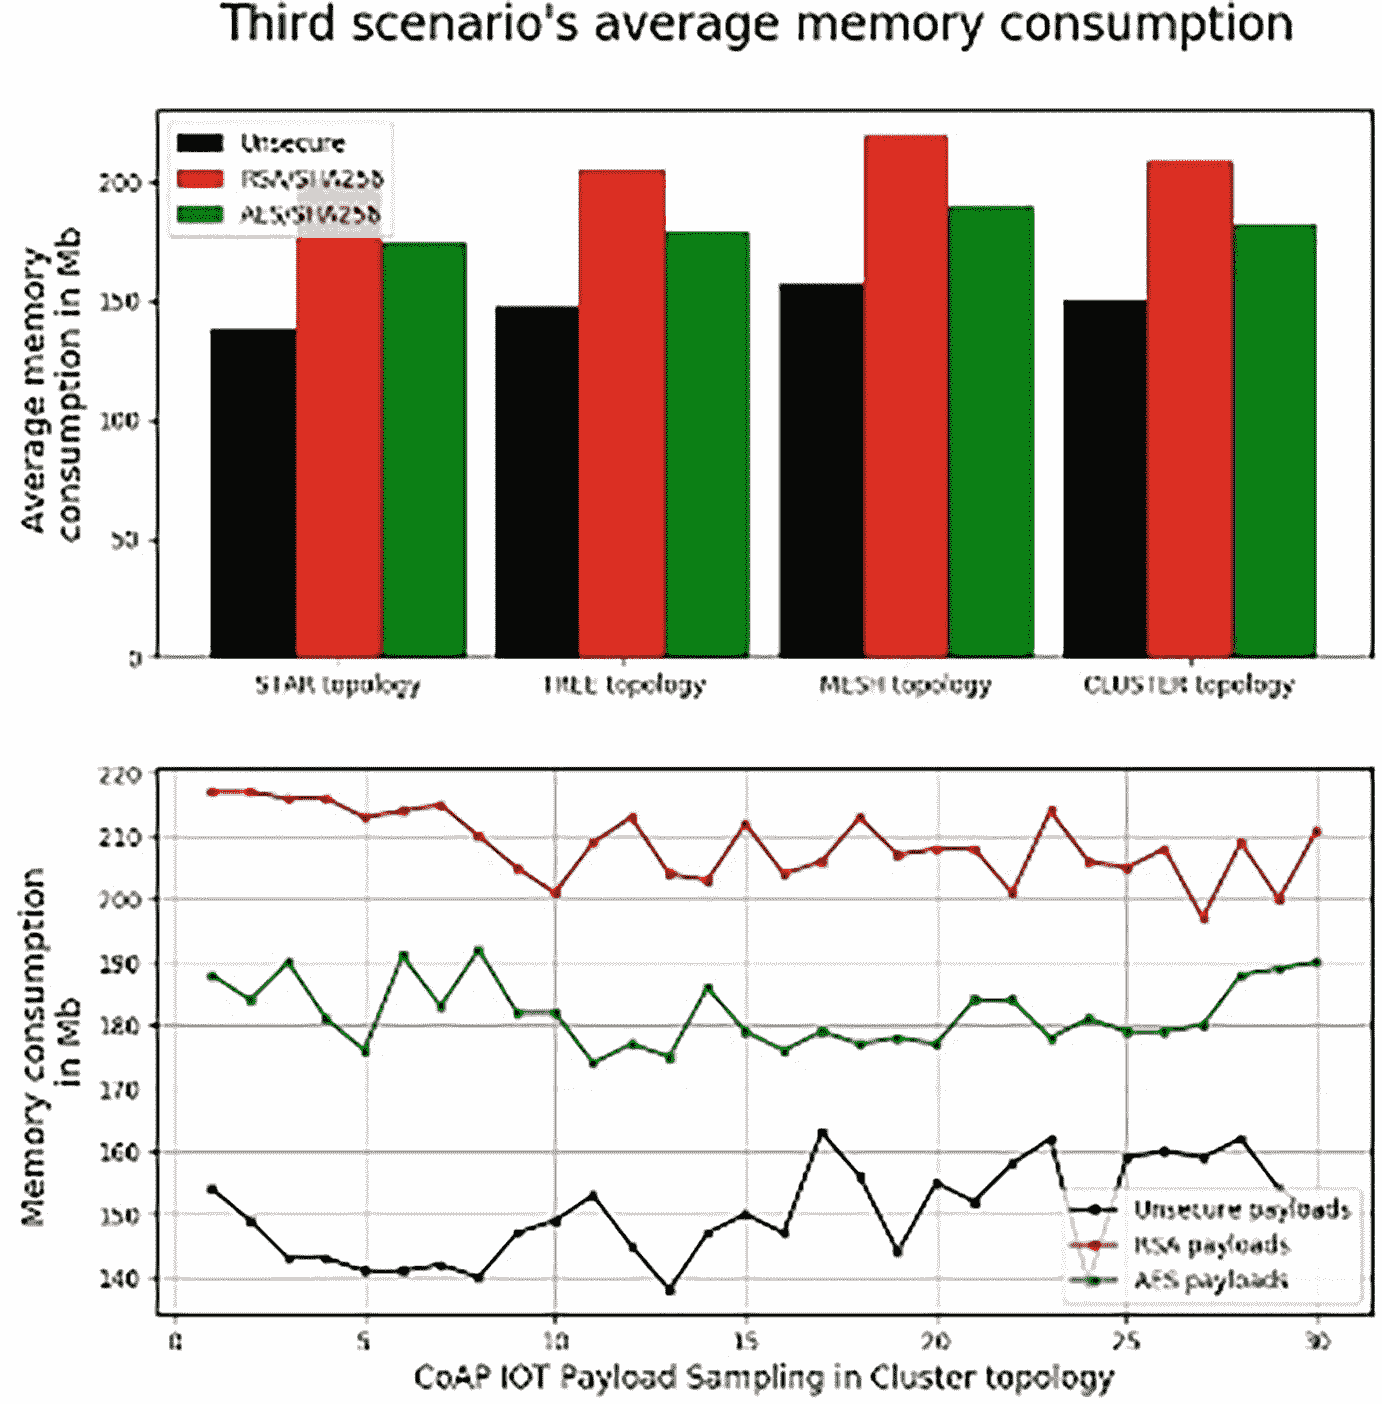 Third scenario's average memory consumption
Average memory
consumption in Mb
200
150
100
50
0
Unsecure
RSA/SHA256
AES/SHA256
STAR topology
TREE topology
MESH topology
CLUSTER topology
Memory consumption
in Mb
220
210
200
190
180
170
160
150
140
Unsecure payloads
RSA payloads
AES payloads
0
5
10
15
20
25
30
CoAP IOT Payload Sampling in Cluster topology